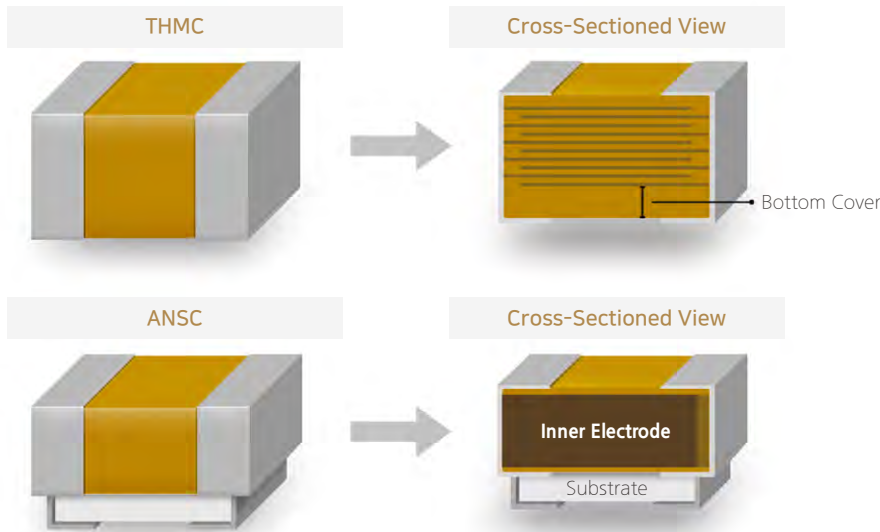 THMC
Cross-Sectioned View
Bottom Cover
ANSC
Cross-Sectioned View
Inner Electrode
Substrate